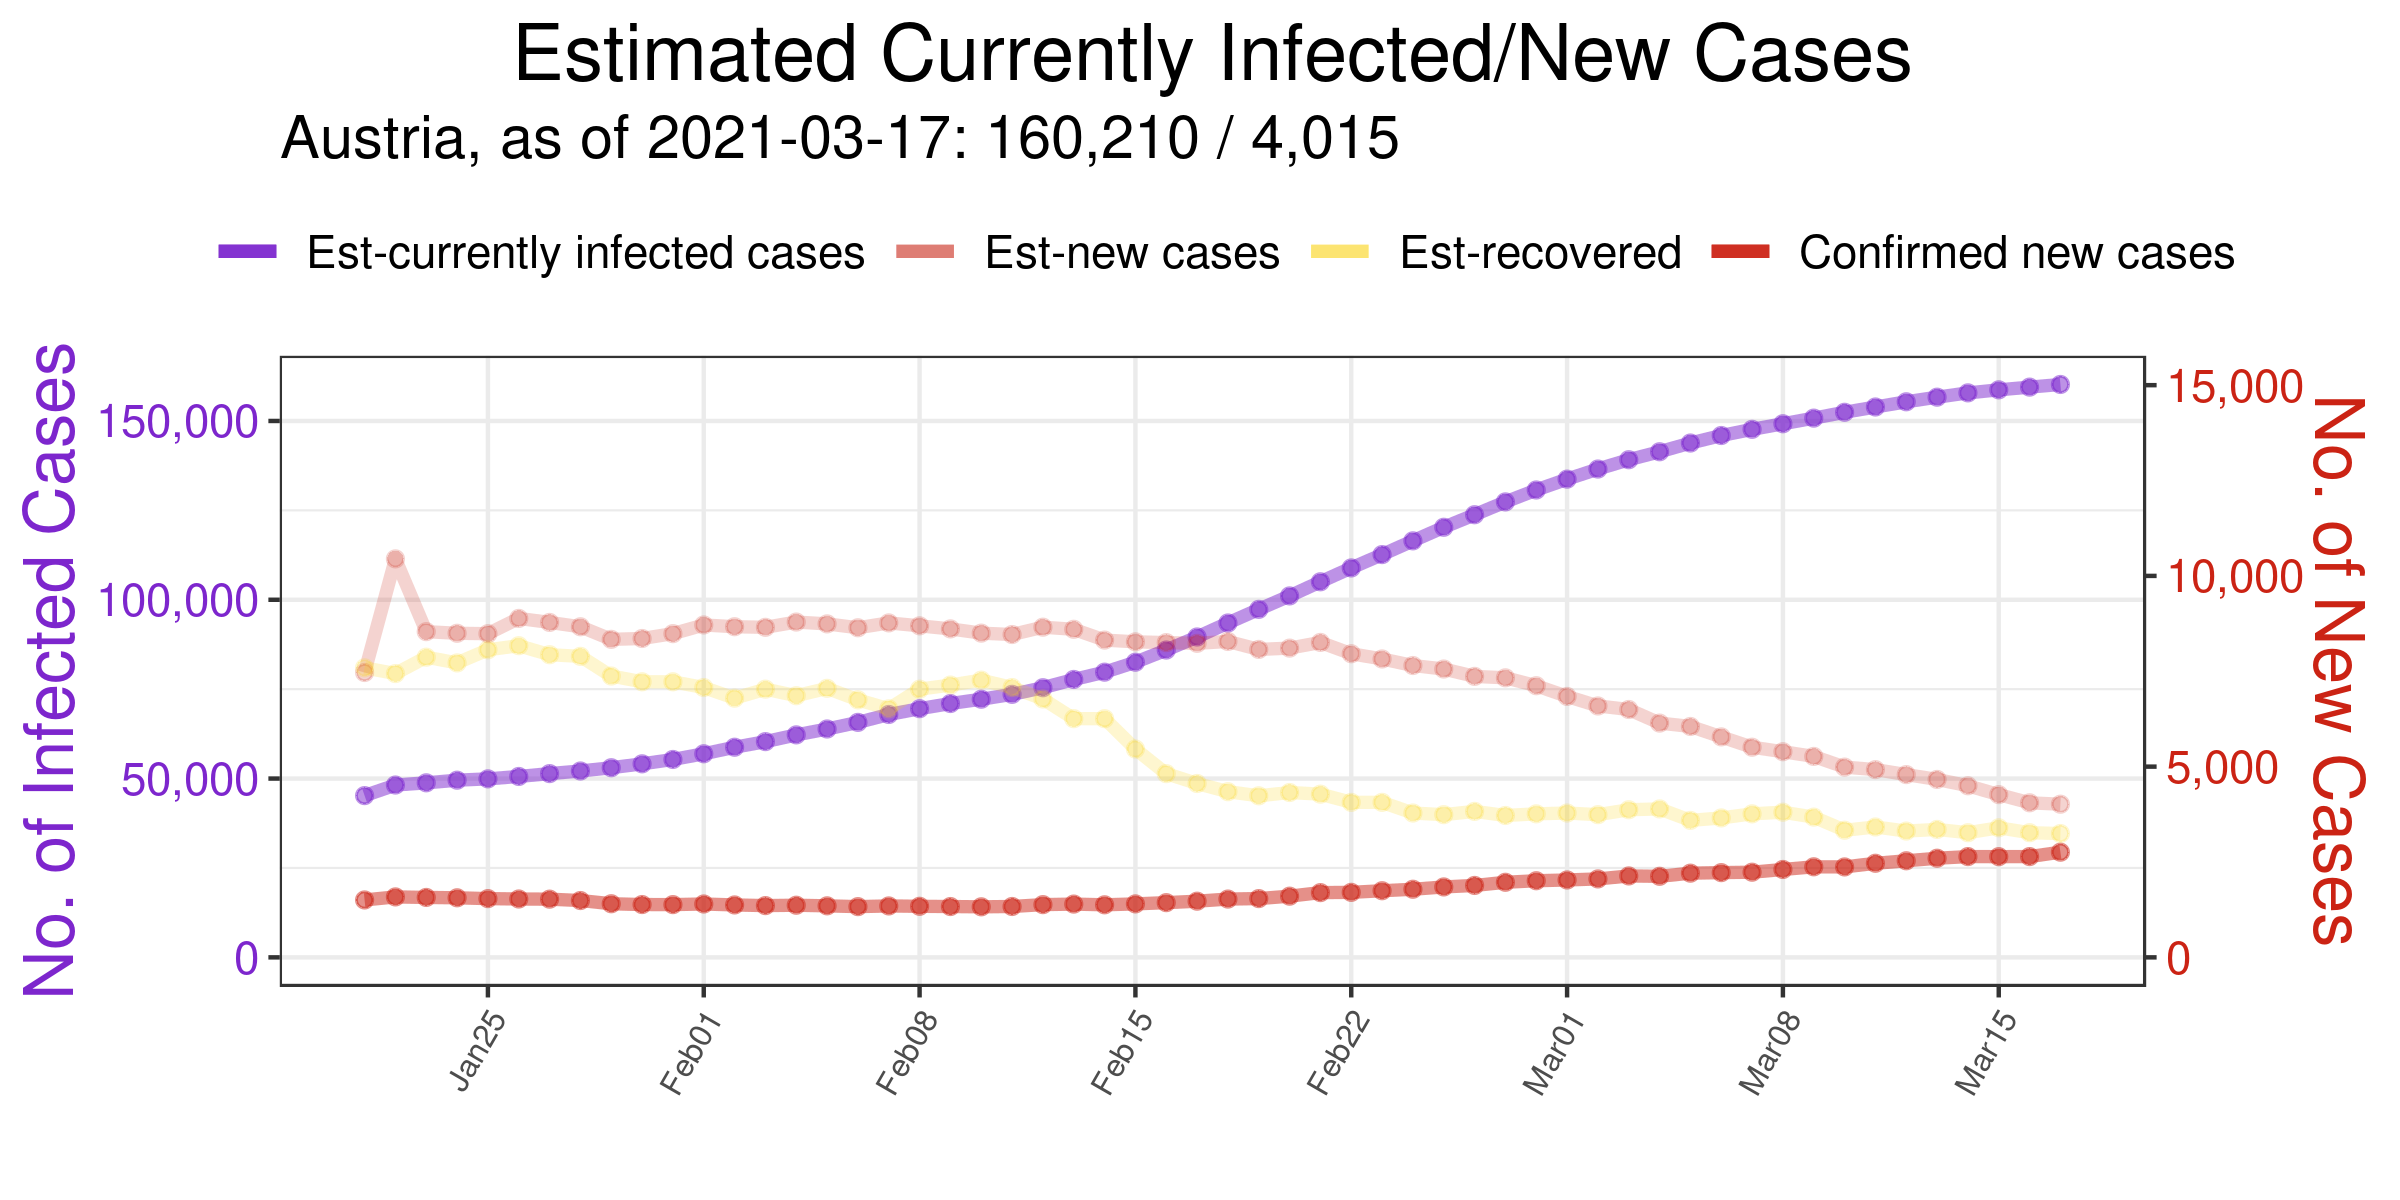 Estimated Currently Infected/New Cases
Austria, as of 2021-03-17: 160,210 / 4,015
Est-currently infected cases Est-new cases Est-recovered Confirmed new cases
No. of Infected Cases
150,000
100,000
50,000
0
15,000
10,000
5,000
0
No. of New Cases
Jan25 Feb01 Feb08 Feb15 Feb22 Mar01 Mar08 Mar15